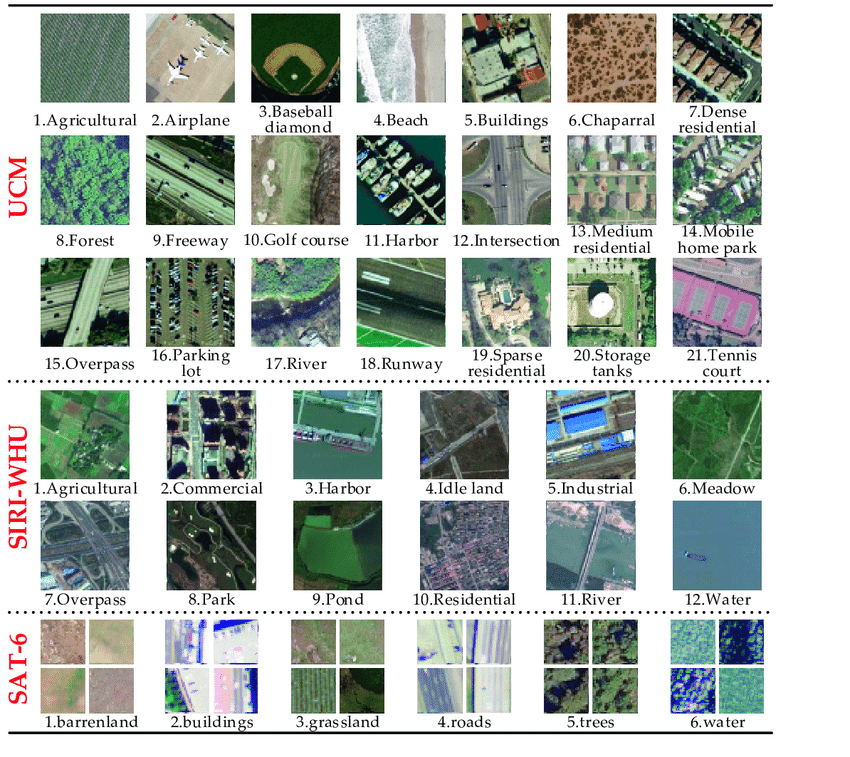 UCM
1.Agricultural
2.Airplane
3.Baseball
diamond
4.Beach
5.Buildings
6.Chaparral
7.Dense
residential
8.Forest
9.Freeway
10.Golf course
11.Harbor
12.Intersection
13.Medium
residential
14.Mobile
home park
15.Overpass
16.Parking
lot
17.River
18.Runway
19.Sparse
residential
20.Storage
tanks
21.Tennis
court
SIRI-WHU
1.Agricultural
2.Commercial
3.Harbor
4.Idle land
5.Industrial
6.Meadow
7.Overpass
8.Park
9.Pond
10.Residential
11.River
12.Water
SAT-6
1.barrenland
2.buildings
3.grassland
4.roads
5.trees
6.water